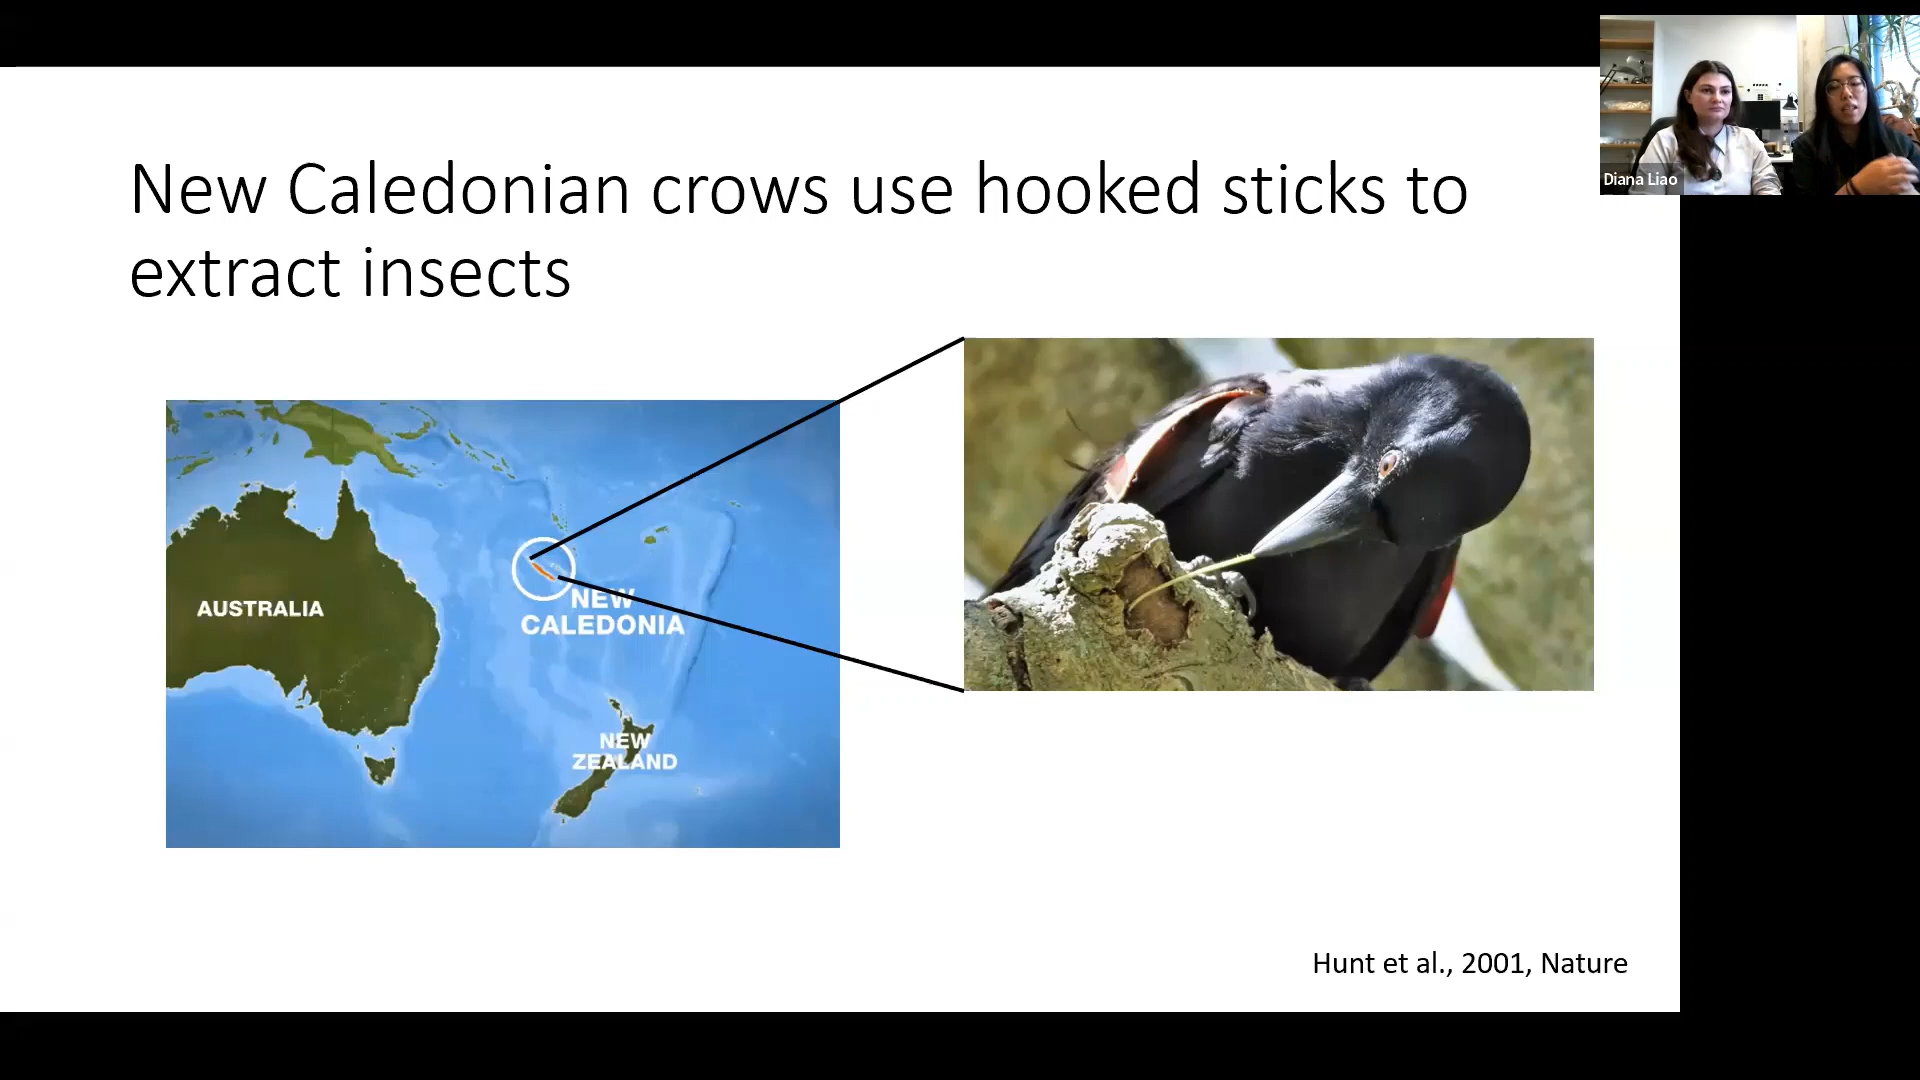 Diana Liao
New Caledonian crows use hooked sticks to
extract insects
AUSTRALIA
NEW
CALEDONIA
NEW
ZEALAND
Hunt et al., 2001, Nature